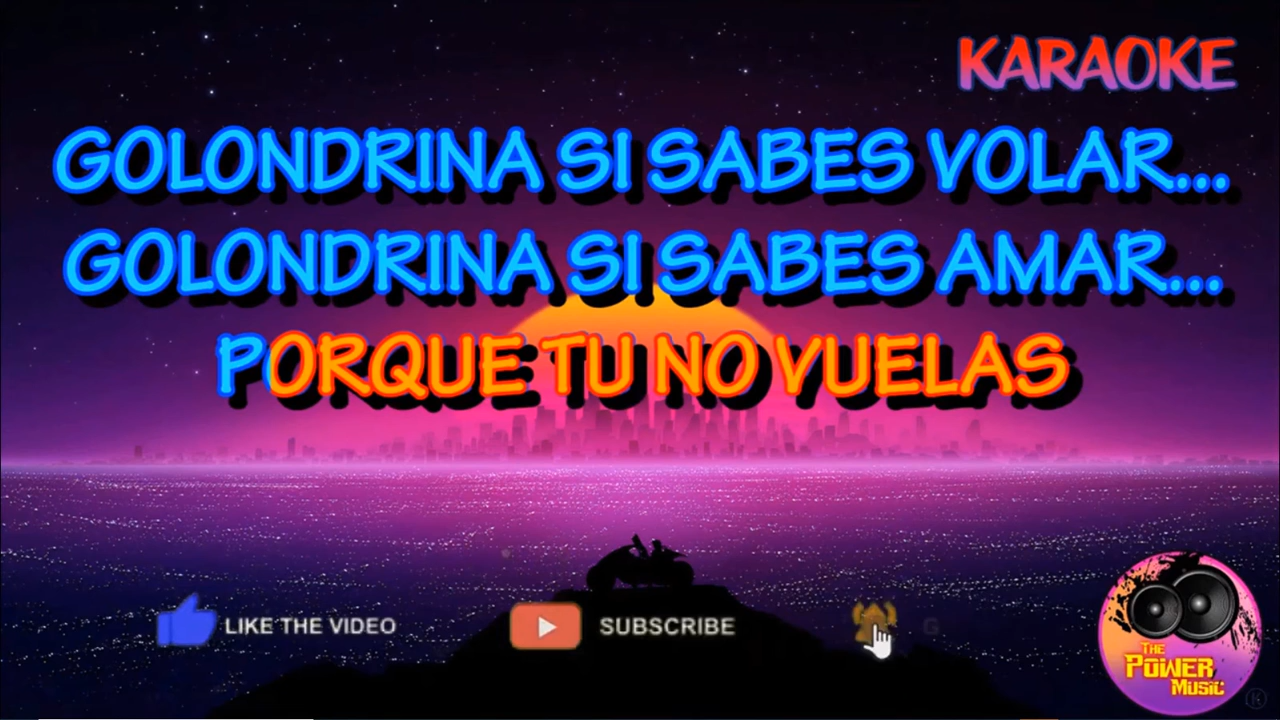 KARAOKE
GOLONDRINA SI SABES VOLAR...
GOLONDRINA SI SABES AMAR...
PORQUE TU NO VUELAS
LIKE THE VIDEO
SUBSCRIBE
G
THE
POWER
MUSIC